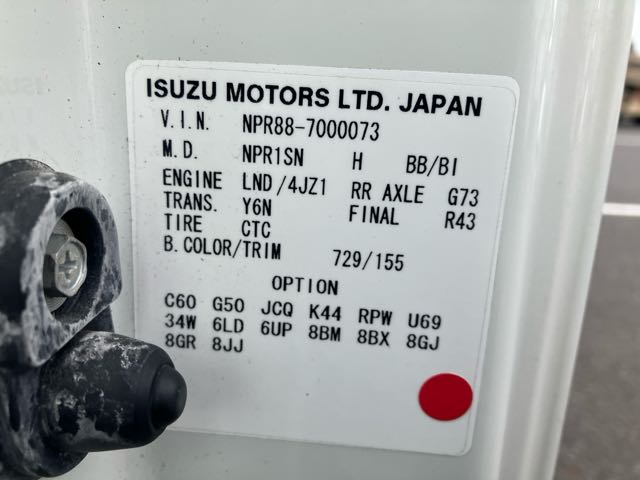 ISUZU MOTORS LTD. JAPAN
V.I.N. NPR88-7000073
M.D. NPR1SN H BB/BI
ENGINE LND/4JZ1 RR AXLE G73
TRANS. Y6N FINAL R43
TIRE CTC
B.COLOR/TRIM 729/155
OPTION
C60 G50 JCQ K44 RPW U69
34W 6LD 6UP 8BM 8BX 8GJ
8GR 8JJ